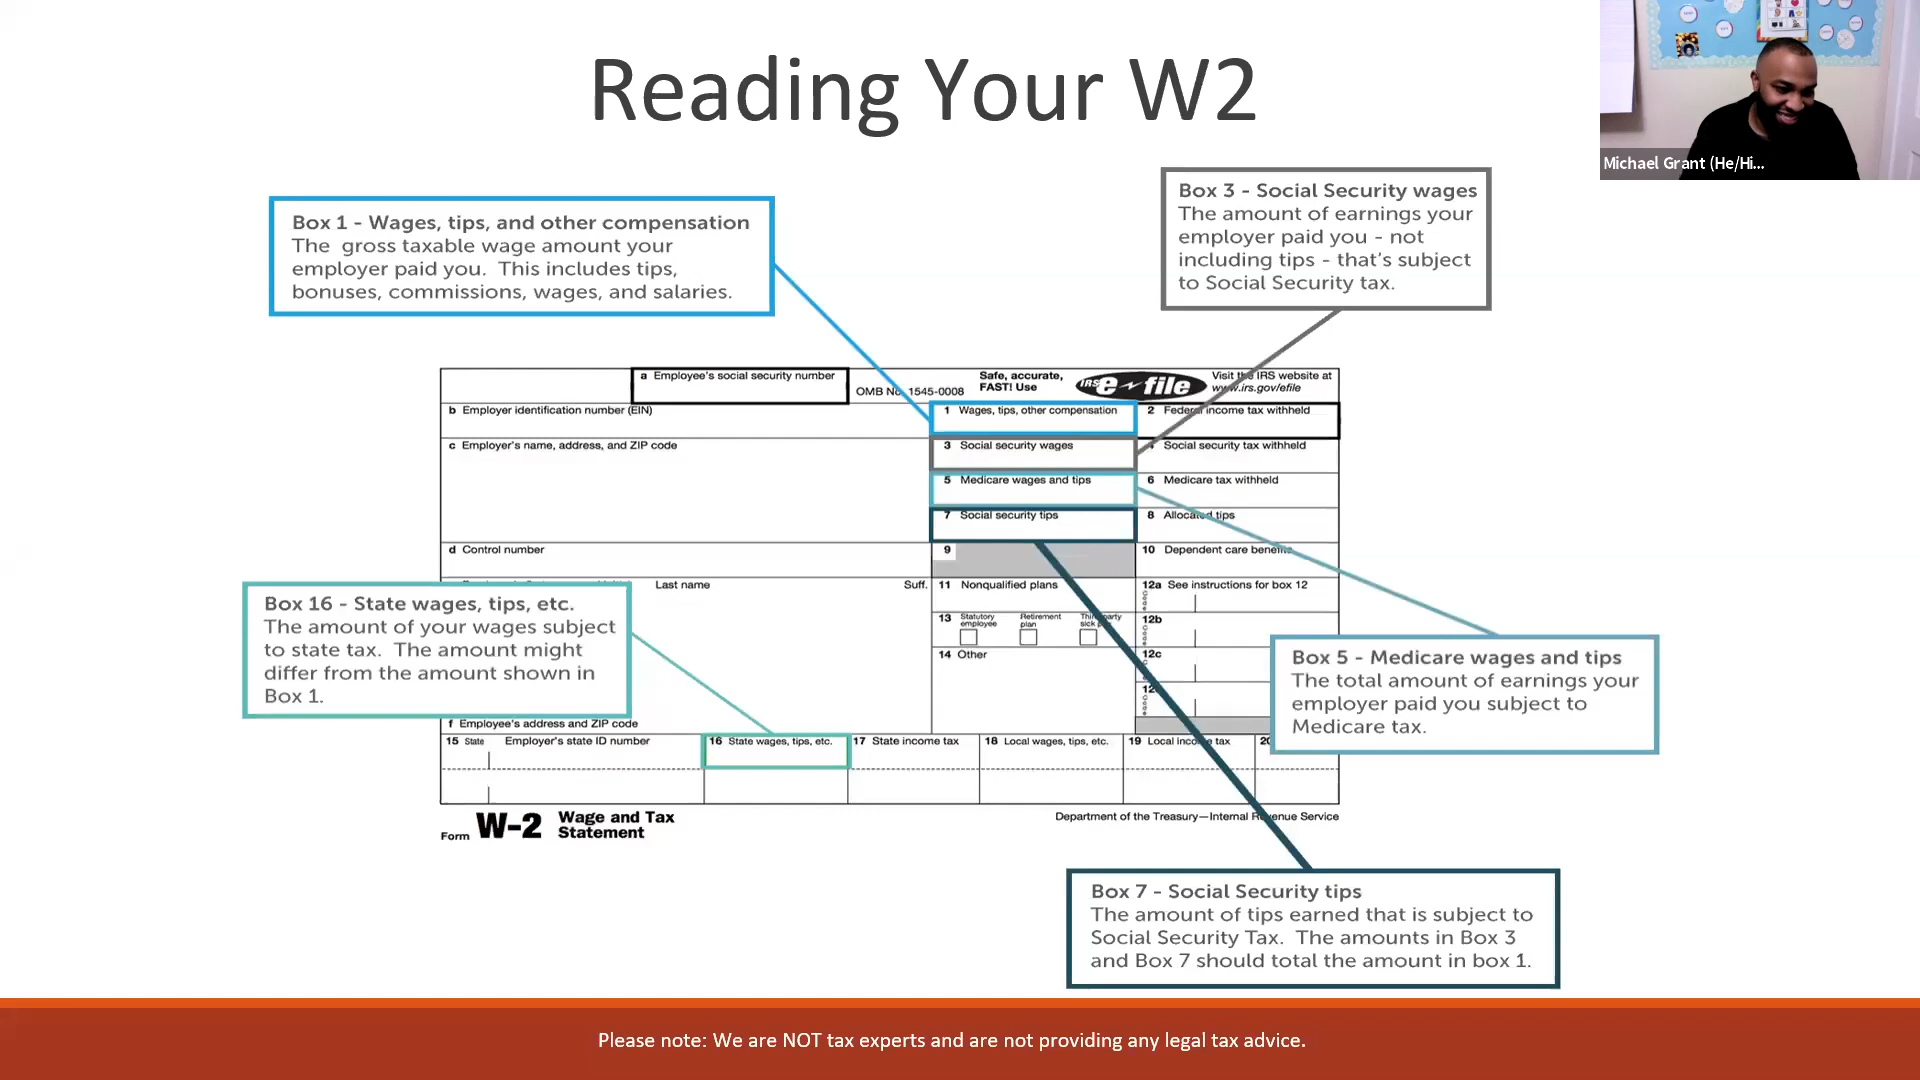 Reading Your W2
Michael Grant (He/Hi...
Box 1 - Wages, tips, and other compensation
The gross taxable wage amount your
employer paid you. This includes tips,
bonuses, commissions, wages, and salaries.
Box 3 - Social Security wages
The amount of earnings your
employer paid you - not
including tips - that's subject
to Social Security tax.
a Employee's social security number
OMB No. 1545-0008
Safe, accurate,
FAST! Use
IRS e-file
Visit the IRS website at
www.irs.gov/efile
b Employer identification number (EIN)
1 Wages, tips, other compensation
2 Federal income tax withheld
c Employer's name, address, and ZIP code
3 Social security wages
Social security tax withheld
5 Medicare wages and tips
6 Medicare tax withheld
7 Social security tips
8 Allocated tips
d Control number
9
10 Dependent care benefits
Last name
Suff.
11 Nonqualified plans
12a See instructions for box 12
13 Statutory employee
Retirement plan
Third-party sick pay
12b
14 Other
12c
Box 16 - State wages, tips, etc.
The amount of your wages subject
to state tax. The amount might
differ from the amount shown in
Box 1.
Box 5 - Medicare wages and tips
The total amount of earnings your
employer paid you subject to
Medicare tax.
f Employee's address and ZIP code
15 State
Employer's state ID number
16 State wages, tips, etc.
17 State income tax
18 Local wages, tips, etc.
19 Local income tax
20
Form W-2 Wage and Tax
Statement
Department of the Treasury—Internal Revenue Service
Box 7 - Social Security tips
The amount of tips earned that is subject to
Social Security Tax. The amounts in Box 3
and Box 7 should total the amount in box 1.
Please note: We are NOT tax experts and are not providing any legal tax advice.